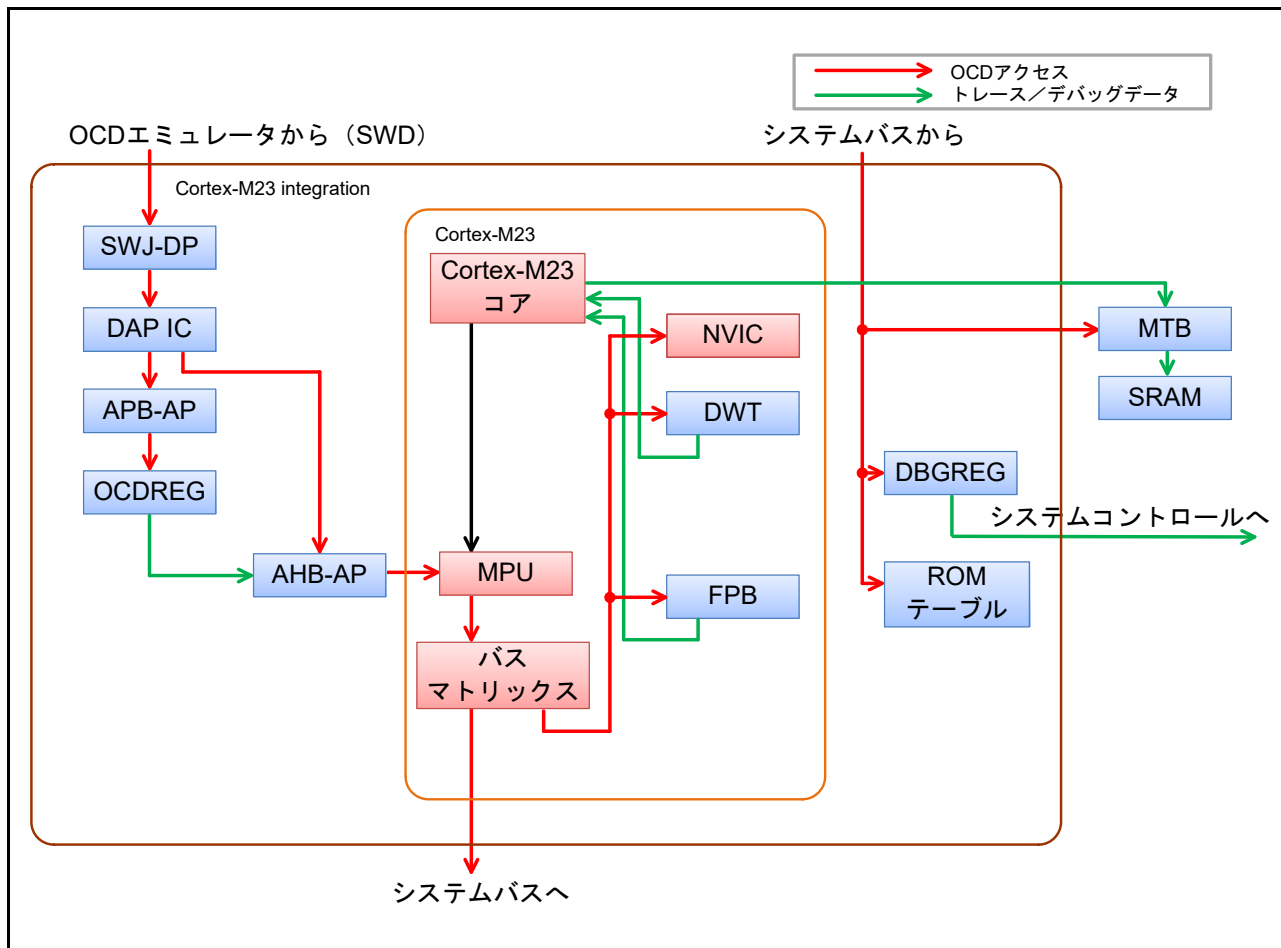 OCDアクセス
トレース／デバッグデータ
OCDエミュレータから（SWD）
システムバスから
Cortex-M23 integration
Cortex-M23
SWJ-DP
Cortex-M23
コア
DAP IC
NVIC
MTB
APB-AP
DWT
SRAM
OCDREG
DBGREG
システムコントロールへ
AHB-AP
MPU
FPB
ROM
テーブル
バス
マトリックス
システムバスへ